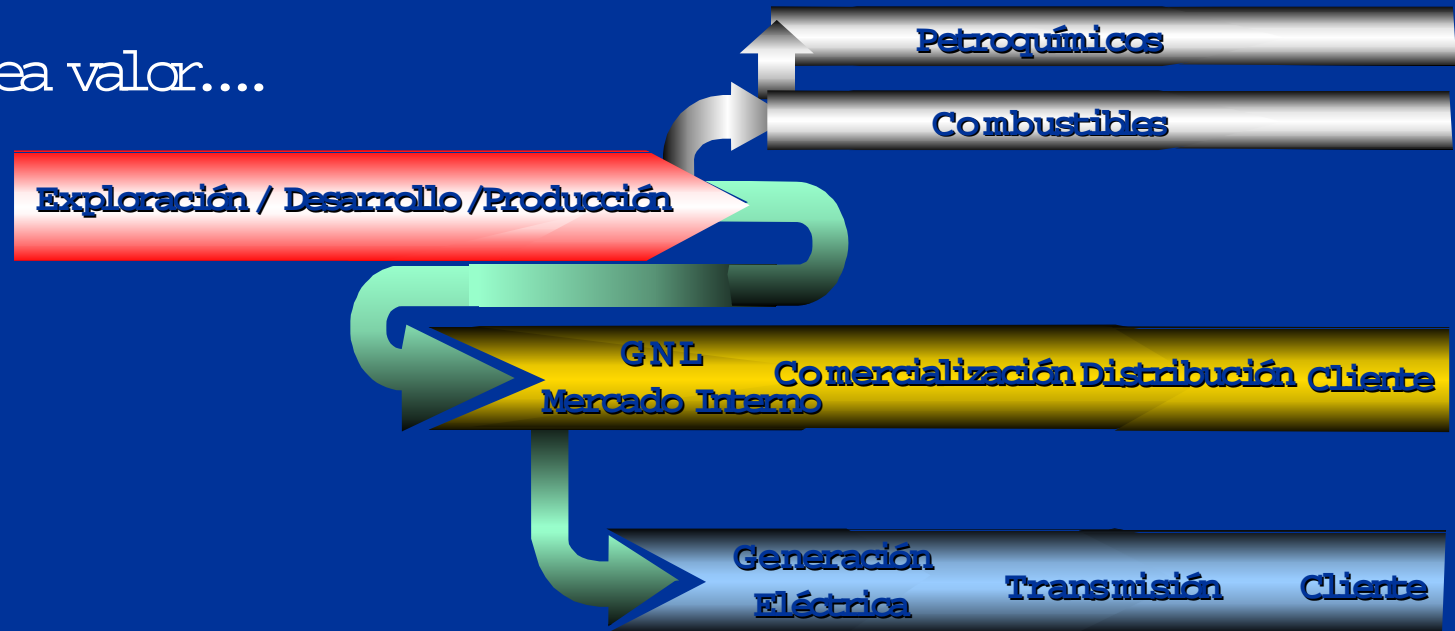 ea valor....
Petroquímicos
Combustibles
Exploración / Desarrollo /Producción
GNL
Mercado Interno
Comercialización Distribución Cliente
Generación
Eléctrica
Transmisión Cliente